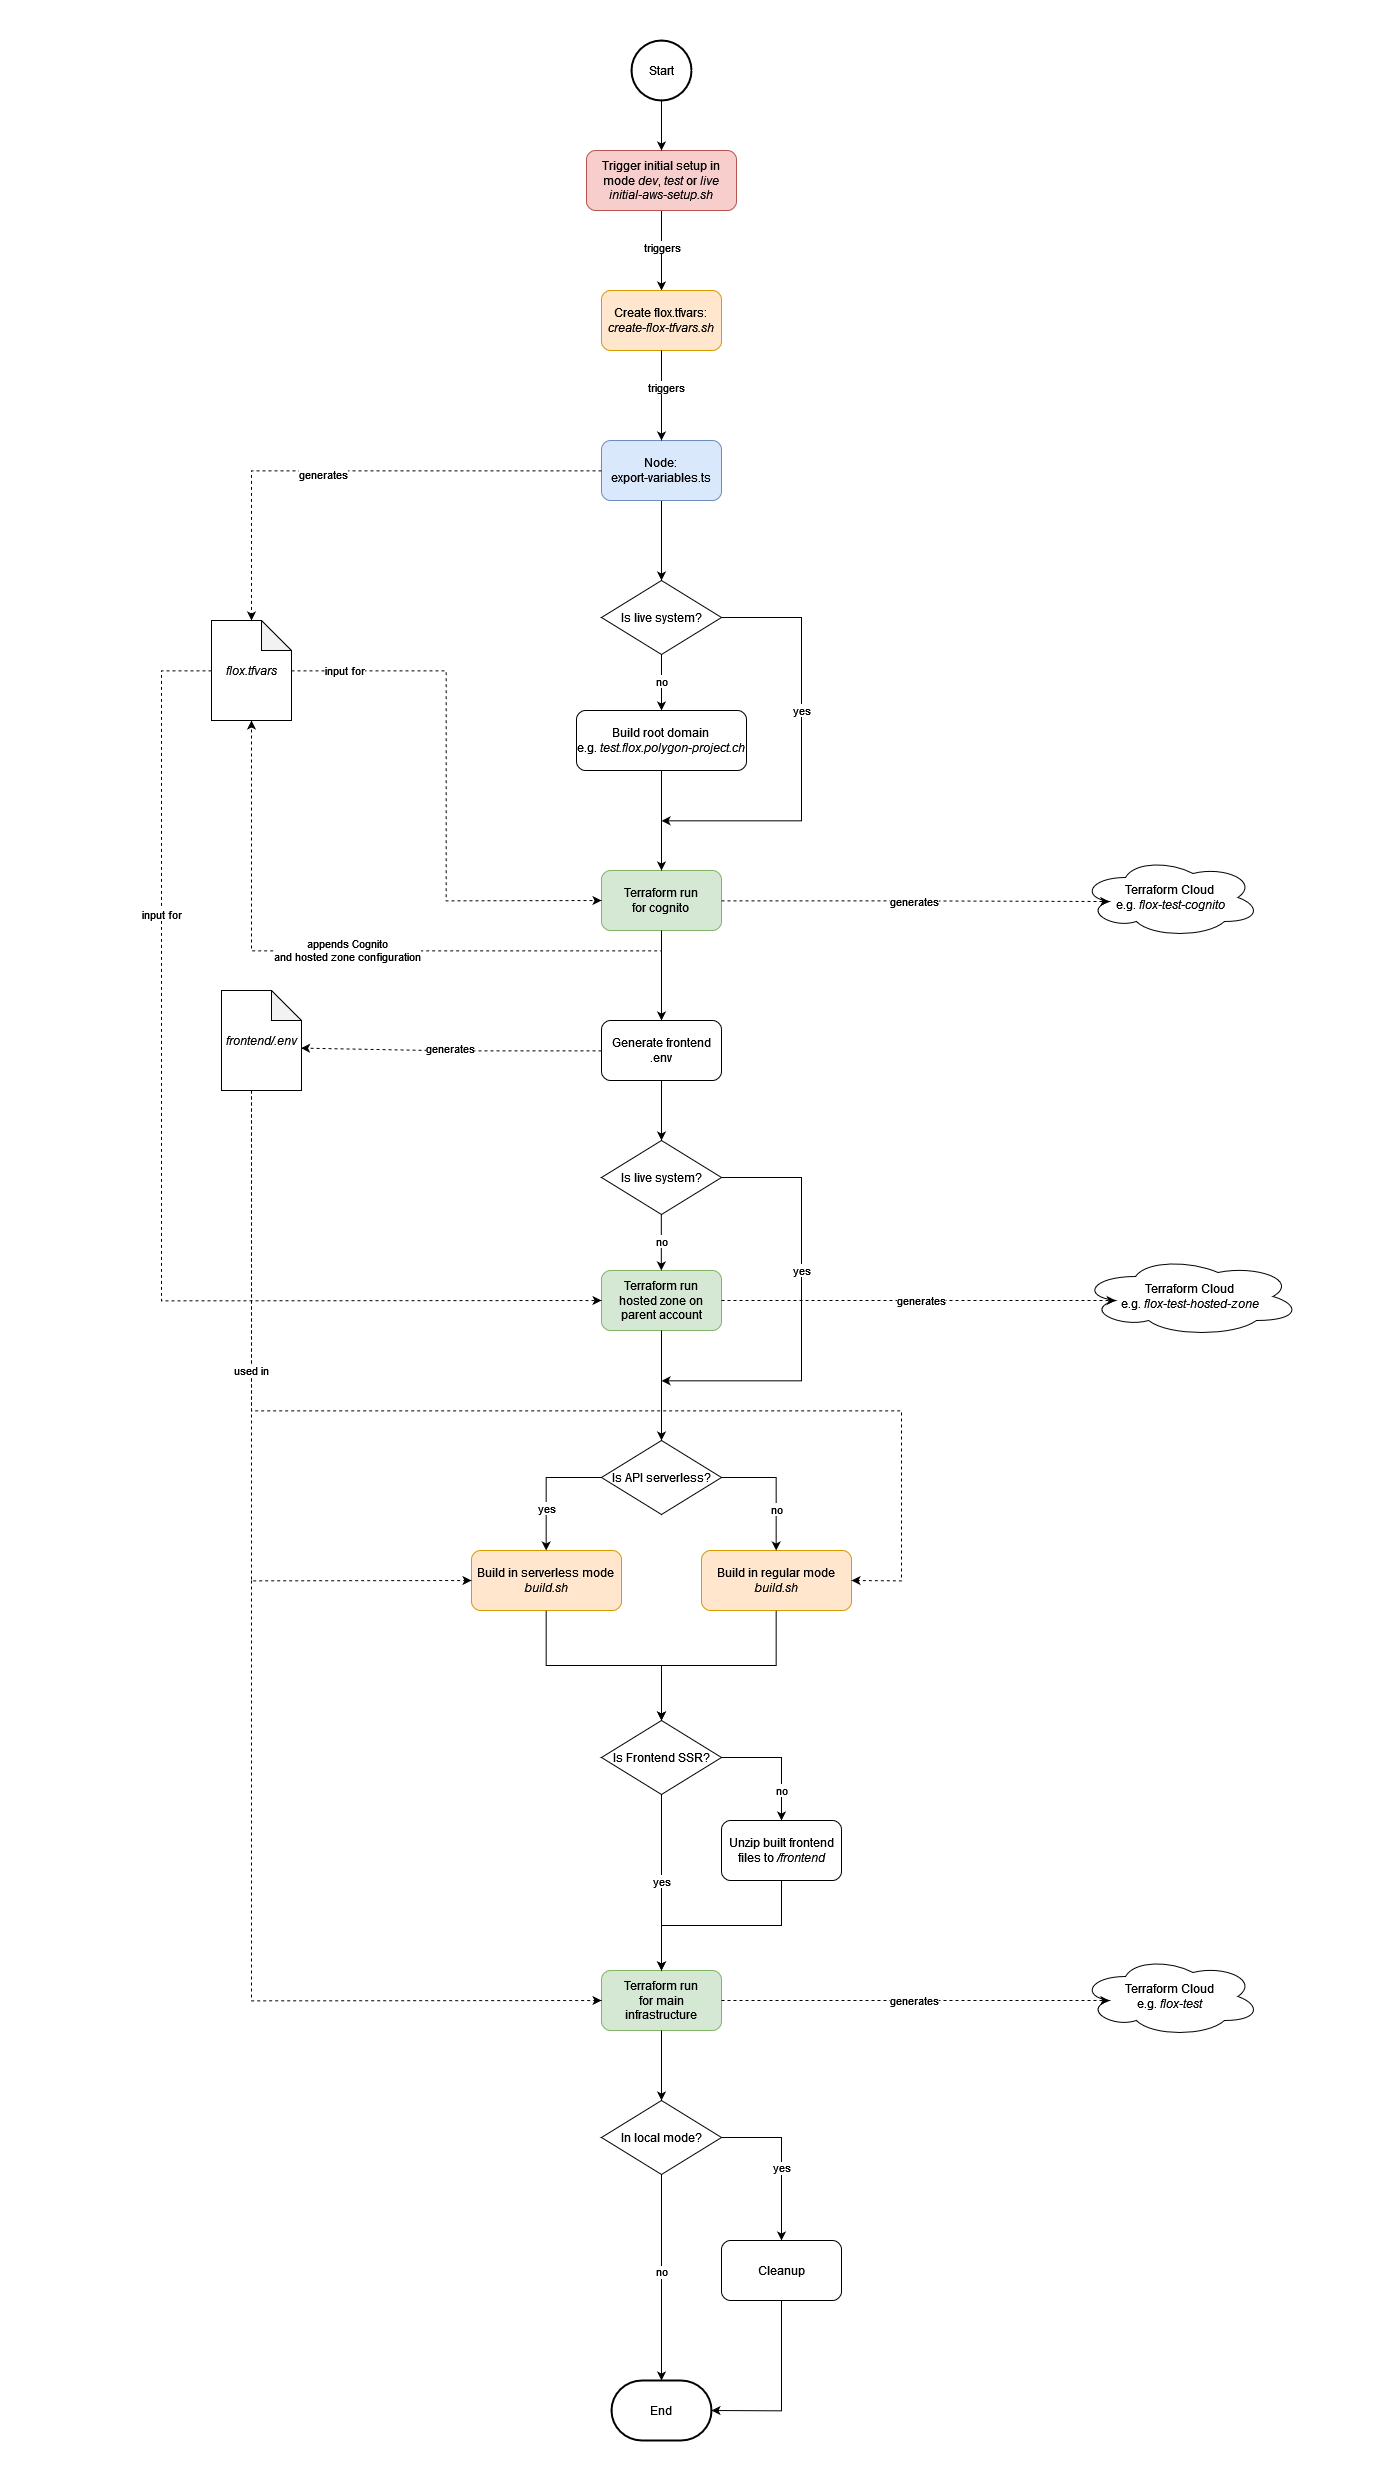 Start
Trigger initial setup in
mode dev, test or live
initial-aws-setup.sh
triggers
Create flox.tfvars:
create-flox-tfvars.sh
triggers
Node:
export-variables.ts
generates
Is live system?
flox.tfvars
input for
no
yes
Build root domain
e.g. test.flox.polygon-project.ch
Terraform run
for cognito
generates
Terraform Cloud
e.g. flox-test-cognito
input for
appends Cognito
and hosted zone configuration
frontend/.env
generates
Generate frontend
.env
Is live system?
no
yes
Terraform run
hosted zone on
parent account
generates
Terraform Cloud
e.g. flox-test-hosted-zone
used in
Is API serverless?
yes
no
Build in serverless mode
build.sh
Build in regular mode
build.sh
Is Frontend SSR?
no
Unzip built frontend
files to /frontend
yes
Terraform run
for main
infrastructure
generates
Terraform Cloud
e.g. flox-test
In local mode?
yes
no
Cleanup
End